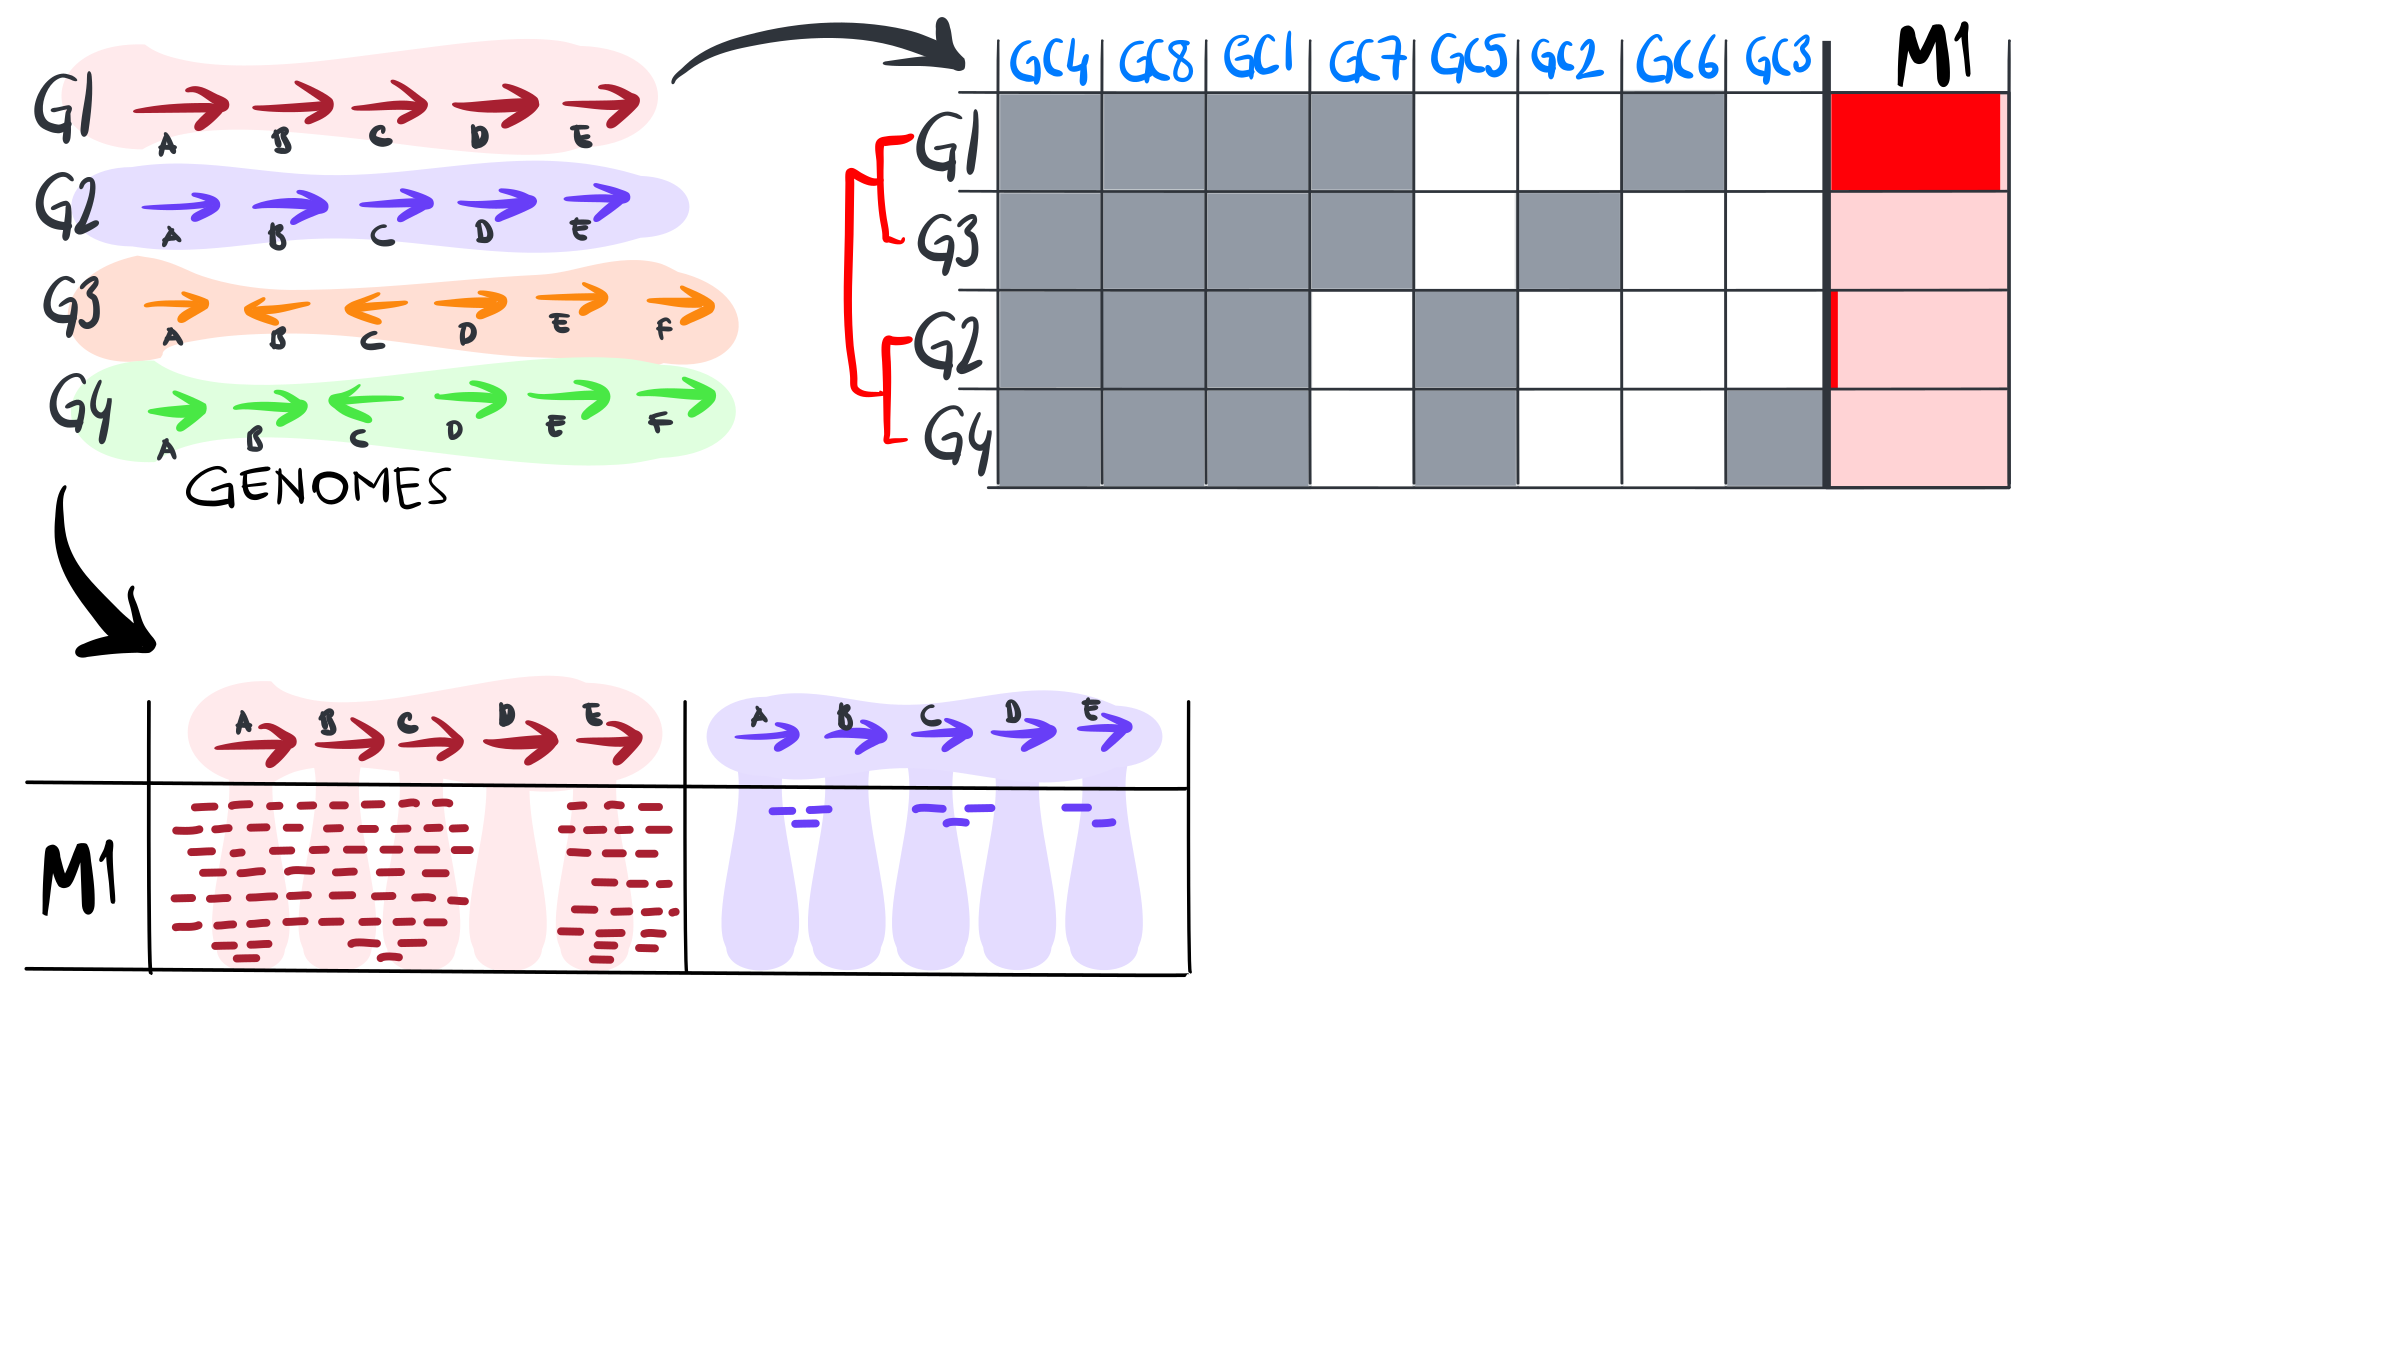 G1
A B C D E
G2
A B C D E
G3
A B C D E F
G4
A B C D E F
GENOMES
GC4 GC8 GC1 GC7 GC5 GC2 GC6 GC3 M1
G1
G3
G2
G4
A B C D E A B C D E
M1